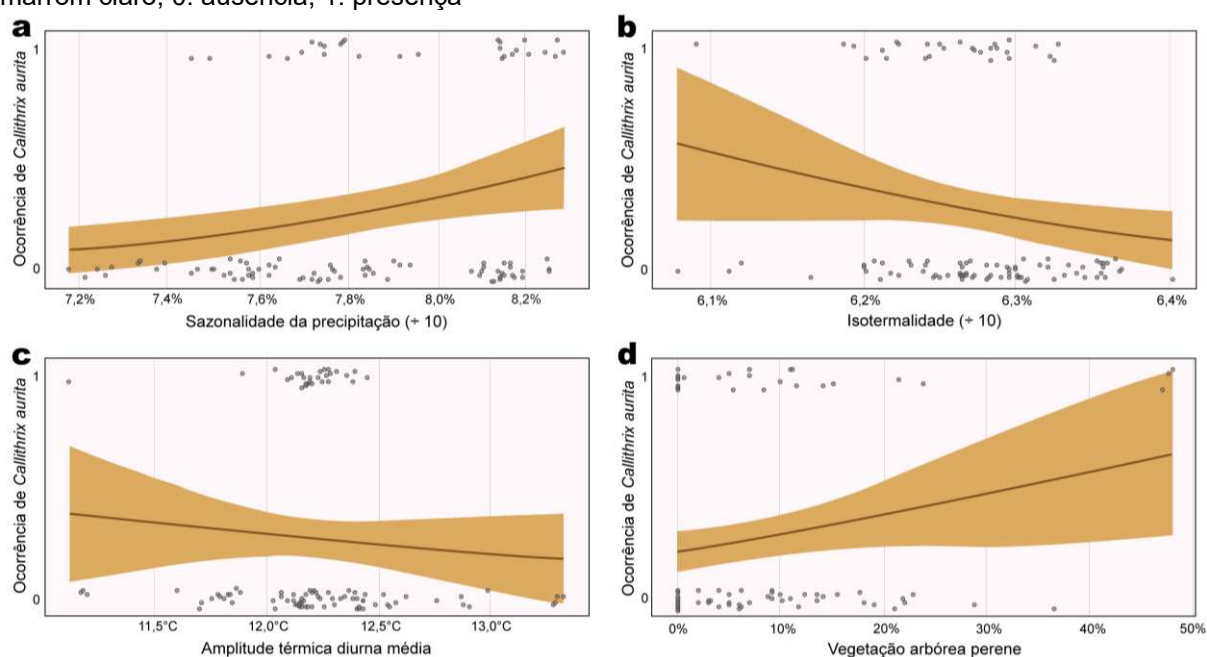 marrom claro; 0: ausência; 1: presença
a
Ocorrência de Callithrix aurita
1
0
7,2%
7,4%
7,6%
7,8%
8,0%
8,2%
Sazonalidade da precipitação (÷ 10)
b
Ocorrência de Callithrix aurita
1
0
6,1%
6,2%
6,3%
6,4%
Isotermalidade (÷ 10)
c
Ocorrência de Callithrix aurita
1
0
11,5°C
12,0°C
12,5°C
13,0°C
Amplitude térmica diurna média
d
Ocorrência de Callithrix aurita
1
0
0%
10%
20%
30%
40%
50%
Vegetação arbórea perene